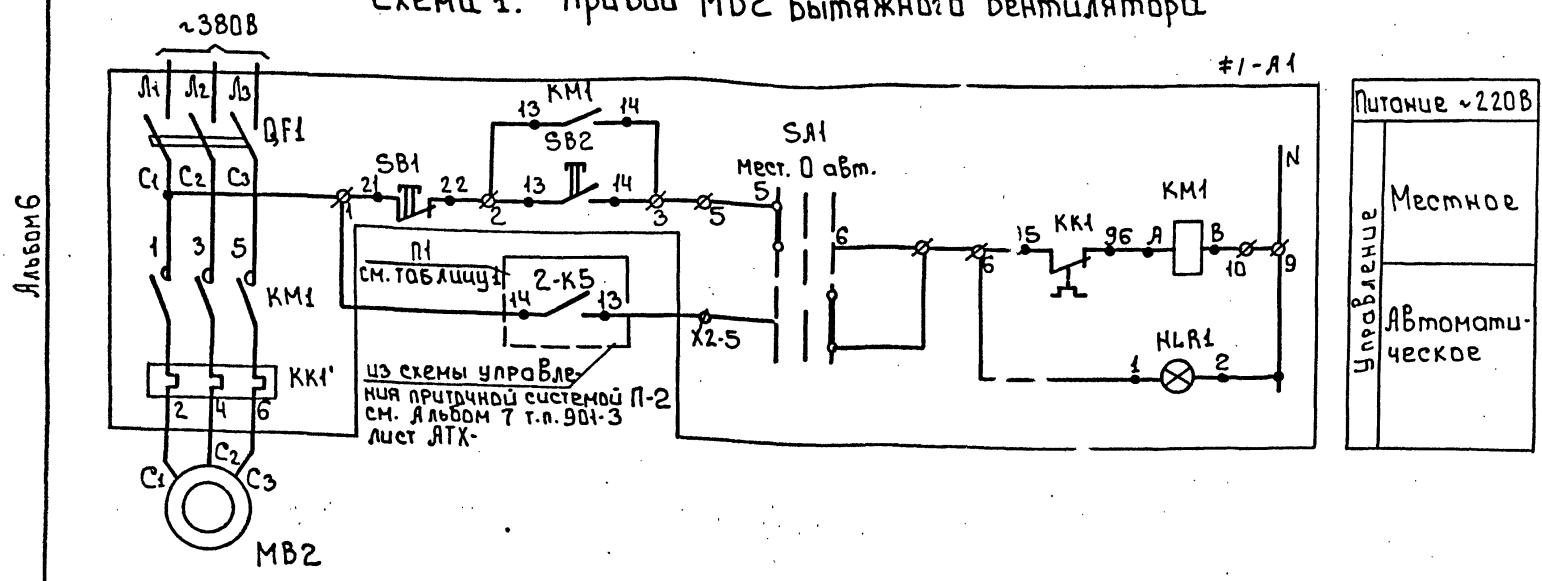 Схема 1. Привод МВ2 вытяжного вентилятора
~380В
Л1 Л2 Л3
QF1
С1 С2 С3
1 3 5
КМ1
КК1'
2 4 6
С1 С2 С3
МВ2
Альбом 6
≠1-А1
КМ1
13 14
SB1
21 22
SB2
13 14
1 2 3 5
SA1
мест. 0 авт.
5
6
П1
см. таблицу 1
2-К5
14 13
Х2-5
из схемы управле-
ния приточной системой П-2
см. Альбом 7 т.п. 901-3
лист АТХ-
6
15 КК1 96
А КМ1 В
10 9
N
HLR1
1 2
Питание ~220В
Управление
Местное
Автомати-
ческое